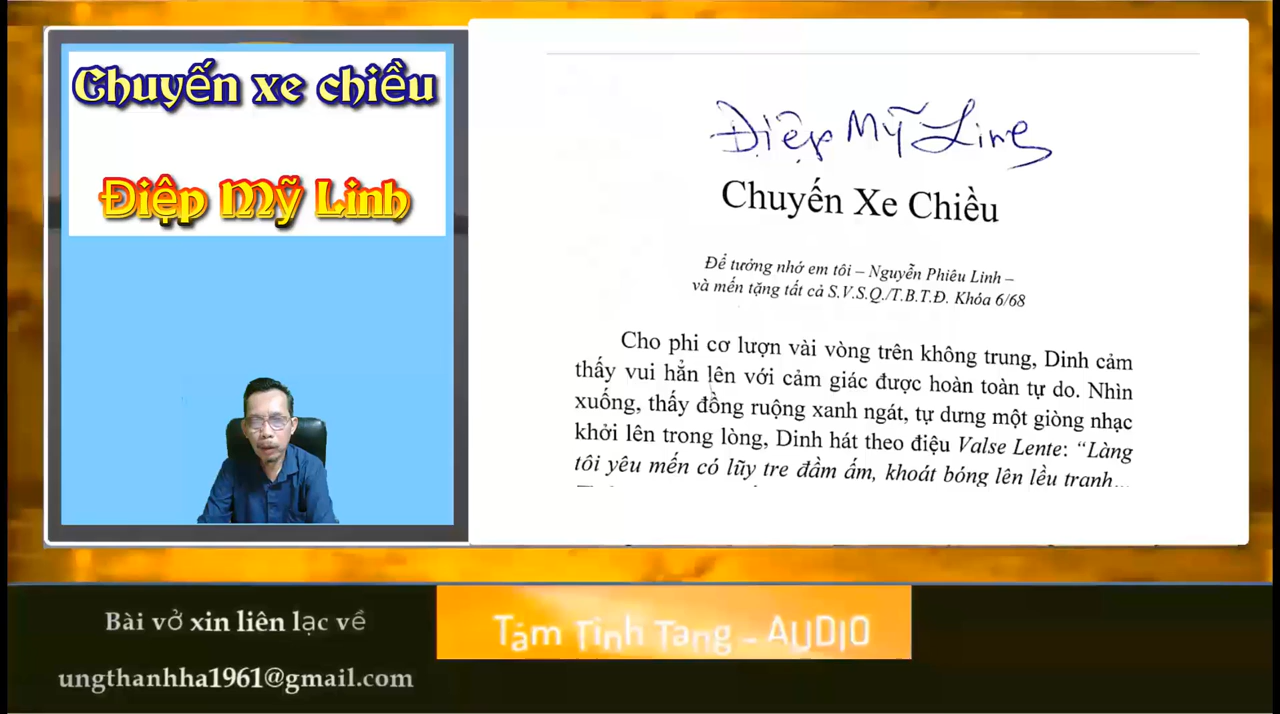 Chuyến xe chiều
Điệp Mỹ Linh
Điệp Mỹ Linh
Chuyến Xe Chiều
Để tưởng nhớ em tôi – Nguyễn Phiêu Linh –
và mến tặng tất cả S.V.S.Q./T.B.T.Đ. Khóa 6/68
Cho phi cơ lượn vài vòng trên không trung, Dinh cảm
thấy vui hẳn lên với cảm giác được hoàn toàn tự do. Nhìn
xuống, thấy đồng ruộng xanh ngát, tự dưng một giòng nhạc
khởi lên trong lòng, Dinh hát theo điệu Valse Lente: “Làng
tôi yêu mến có lũy tre đầm ấm, khoát bóng lên lều tranh...
Bài vở xin liên lạc về
ungthanhha1961@gmail.com
Tâm Tình Tang – AUDIO